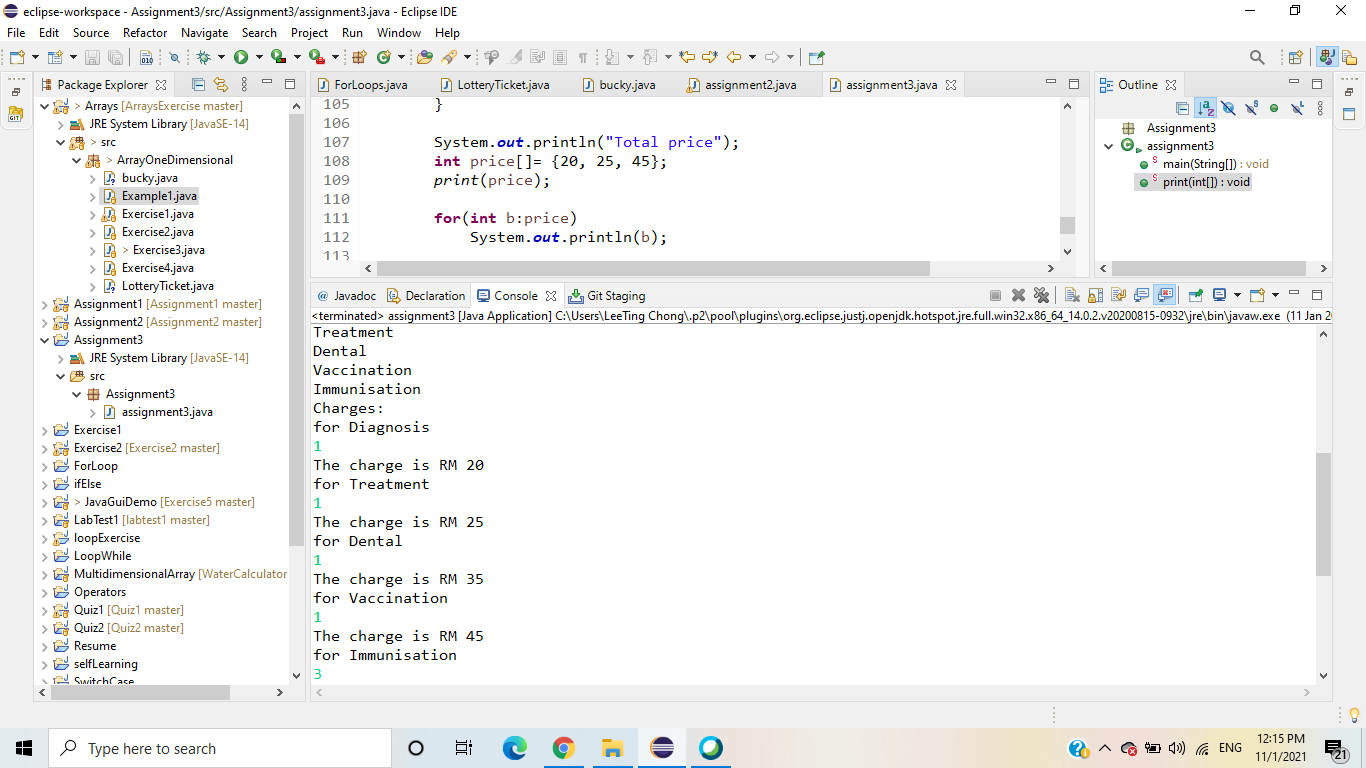 eclipse-workspace - Assignment3/src/Assignment3/assignment3.java - Eclipse IDE
File Edit Source Refactor Navigate Search Project Run Window Help
Package Explorer
> Arrays [ArraysExercise master]
JRE System Library [JavaSE-14]
> src
> ArrayOneDimensional
bucky.java
Example1.java
Exercise1.java
Exercise2.java
> Exercise3.java
Exercise4.java
LotteryTicket.java
Assignment1 [Assignment1 master]
Assignment2 [Assignment2 master]
Assignment3
JRE System Library [JavaSE-14]
src
Assignment3
assignment3.java
Exercise1
Exercise2 [Exercise2 master]
ForLoop
ifElse
> JavaGuiDemo [Exercise5 master]
LabTest1 [labtest1 master]
loopExercise
LoopWhile
MultidimensionalArray [WaterCalculator
Operators
Quiz1 [Quiz1 master]
Quiz2 [Quiz2 master]
Resume
selfLearning
SwitchCase
ForLoops.java LotteryTicket.java bucky.java assignment2.java assignment3.java
105 }
106
107 System.out.println("Total price");
108 int price[]= {20, 25, 45};
109 print(price);
110
111 for(int b:price)
112 System.out.println(b);
113
Outline
Assignment3
assignment3
main(String[]) : void
print(int[]) : void
@ Javadoc Declaration Console Git Staging
<terminated> assignment3 [Java Application] C:\Users\LeeTing Chong\.p2\pool\plugins\org.eclipse.justj.openjdk.hotspot.jre.full.win32.x86_64_14.0.2.v20200815-0932\jre\bin\javaw.exe (11 Jan 2
Treatment
Dental
Vaccination
Immunisation
Charges:
for Diagnosis
1
The charge is RM 20
for Treatment
1
The charge is RM 25
for Dental
1
The charge is RM 35
for Vaccination
1
The charge is RM 45
for Immunisation
3
Type here to search
ENG
12:15 PM
11/1/2021
21